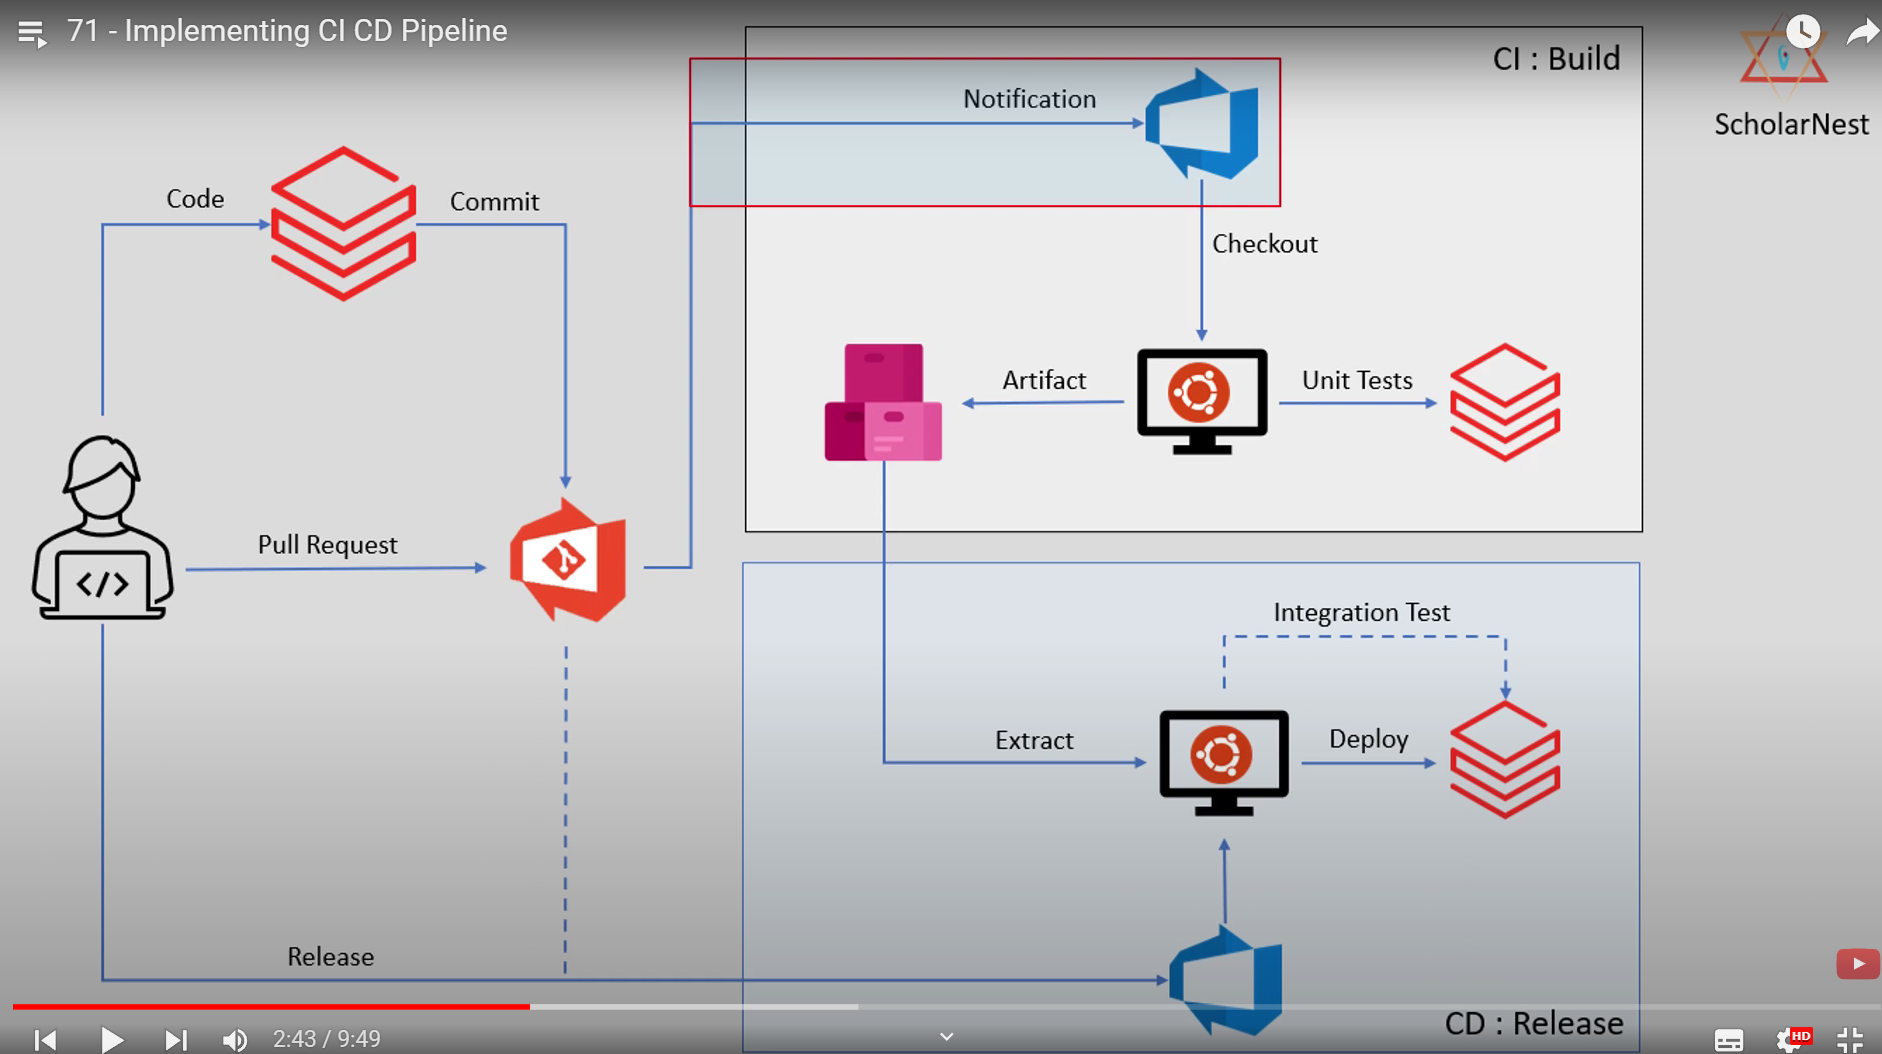 71 - Implementing CI CD Pipeline
CI : Build
ScholarNest
Notification
Code
Commit
Checkout
Artifact
Unit Tests
Pull Request
</>
Integration Test
Extract
Deploy
Release
CD : Release
2:43 / 9:49
HD